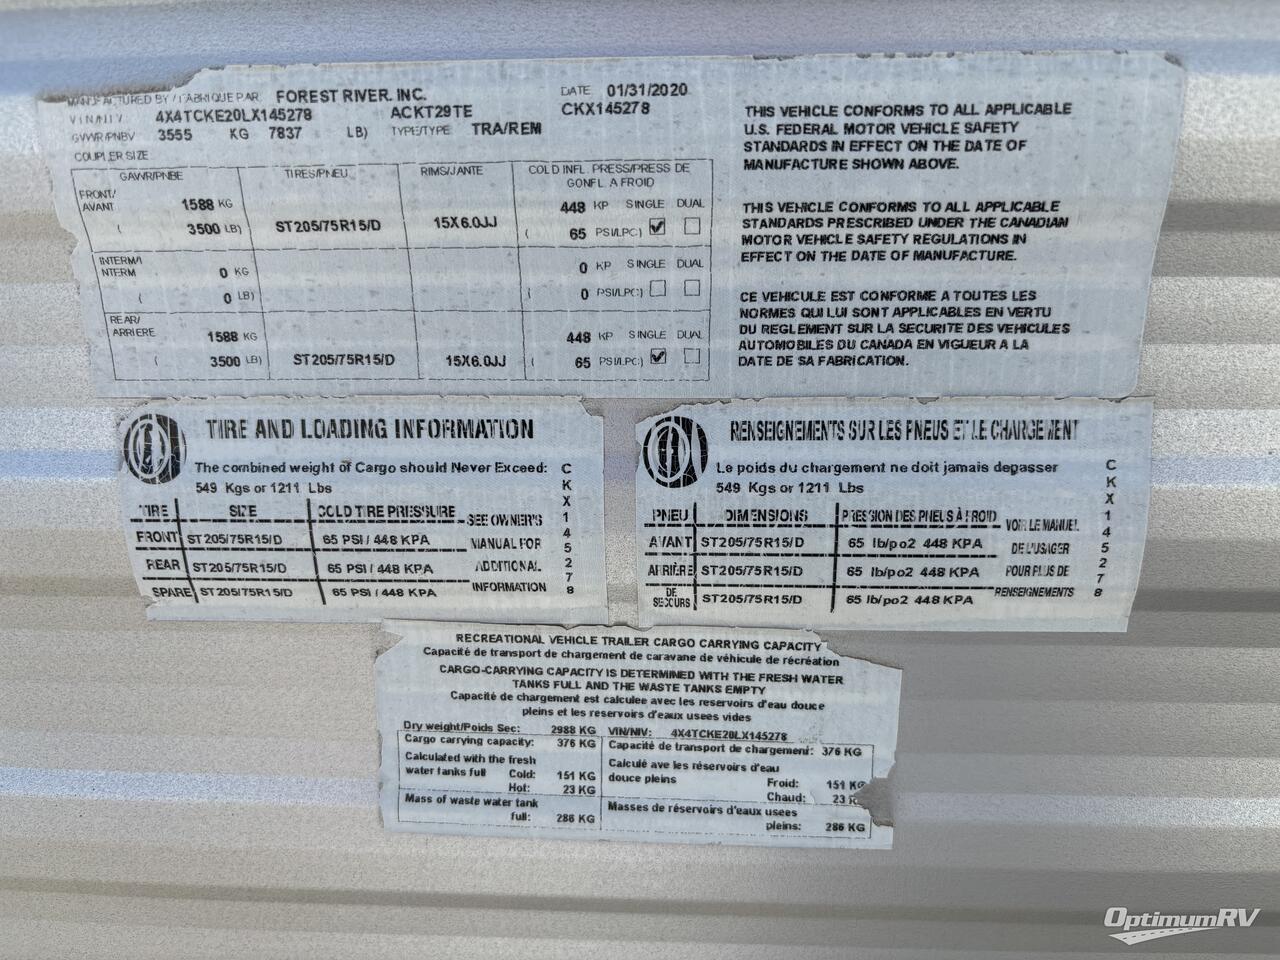 MANUFACTURED BY / FABRIQUE PAR FOREST RIVER, INC. DATE 01/31/2020
VIN/NIV 4X4TCKE20LX145278 ACKT29TE CKX145278
GVWR/PNBV 3555 KG 7837 LB) TYPE/TYPE TRA/REM
COUPLER SIZE
GAWR/PNBE TIRES/PNEU RIMS/JANTE COLD INFL. PRESS/PRESS DE GONFL. A FROID
FRONT/ AVANT 1588 KG 448 KP SINGLE DUAL
( 3500 LB) ST205/75R15/D 15X6.0JJ ( 65 PSI/LPC)
INTERM/ INTERM 0 KG 0 KP SINGLE DUAL
( 0 LB) ( 0 PSI/LPC)
REAR/ ARRIERE 1588 KG 448 KP SINGLE DUAL
( 3500 LB) ST205/75R15/D 15X6.0JJ ( 65 PSI/LPC)
THIS VEHICLE CONFORMS TO ALL APPLICABLE
U.S. FEDERAL MOTOR VEHICLE SAFETY
STANDARDS IN EFFECT ON THE DATE OF
MANUFACTURE SHOWN ABOVE.
THIS VEHICLE CONFORMS TO ALL APPLICABLE
STANDARDS PRESCRIBED UNDER THE CANADIAN
MOTOR VEHICLE SAFETY REGULATIONS IN
EFFECT ON THE DATE OF MANUFACTURE.
CE VEHICULE EST CONFORME A TOUTES LES
NORMES QUI LUI SONT APPLICABLES EN VERTU
DU REGLEMENT SUR LA SECURITE DES VEHICULES
AUTOMOBILES DU CANADA EN VIGUEUR A LA
DATE DE SA FABRICATION.
TIRE AND LOADING INFORMATION
The combined weight of Cargo should Never Exceed:
549 Kgs or 1211 Lbs
TIRE SIZE COLD TIRE PRESSURE
FRONT ST205/75R15/D 65 PSI / 448 KPA
REAR ST205/75R15/D 65 PSI / 448 KPA
SPARE ST205/75R15/D 65 PSI / 448 KPA
SEE OWNER'S
MANUAL FOR
ADDITIONAL
INFORMATION
CKX145278
RENSEIGNEMENTS SUR LES PNEUS ET LE CHARGEMENT
Le poids du chargement ne doit jamais depasser
549 Kgs or 1211 Lbs
PNEU DIMENSIONS PRESSION DES PNEUS À FROID
AVANT ST205/75R15/D 65 lb/po2 448 KPA
ARRIÈRE ST205/75R15/D 65 lb/po2 448 KPA
DE SECOURS ST205/75R15/D 65 lb/po2 448 KPA
VOIR LE MANUEL
DE L'USAGER
POUR PLUS DE
RENSEIGNEMENTS
CKX145278
RECREATIONAL VEHICLE TRAILER CARGO CARRYING CAPACITY
Capacité de transport de chargement de caravane de véhicule de récréation
CARGO-CARRYING CAPACITY IS DETERMINED WITH THE FRESH WATER
TANKS FULL AND THE WASTE TANKS EMPTY
Capacité de chargement est calculee avec les reservoirs d'eau douce
pleins et les reservoirs d'eaux usees vides
Dry weight/Poids Sec: 2988 KG VIN/NIV: 4X4TCKE20LX145278
Cargo carrying capacity: 376 KG
Calculated with the fresh
water tanks full Cold: 151 KG
Hot: 23 KG
Mass of waste water tank
full: 286 KG
Capacité de transport de chargement: 376 KG
Calculé ave les réservoirs d'eau
douce pleins Froid: 151 KG
Chaud: 23 K
Masses de réservoirs d'eaux usees
pleins: 286 KG
OptimumRV